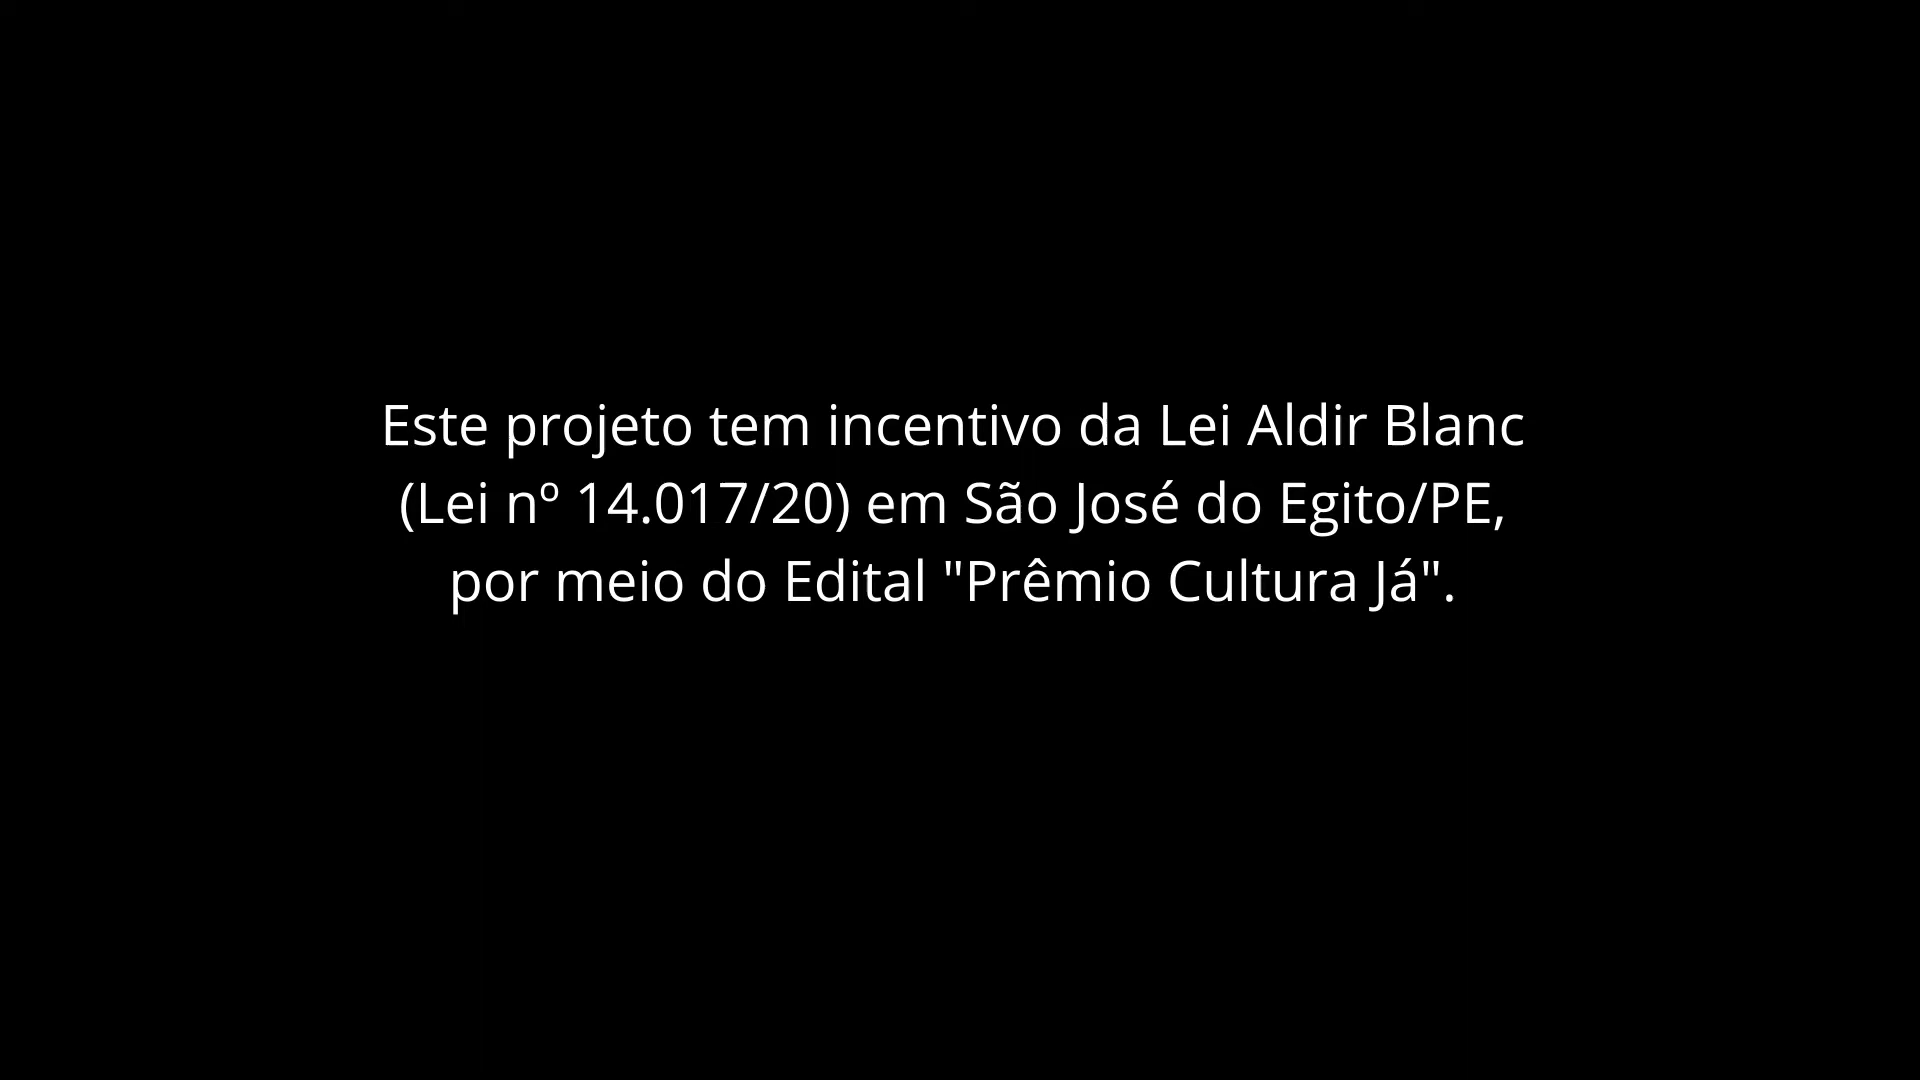 Este projeto tem incentivo da Lei Aldir Blanc
(Lei nº 14.017/20) em São José do Egito/PE,
por meio do Edital "Prêmio Cultura Já".